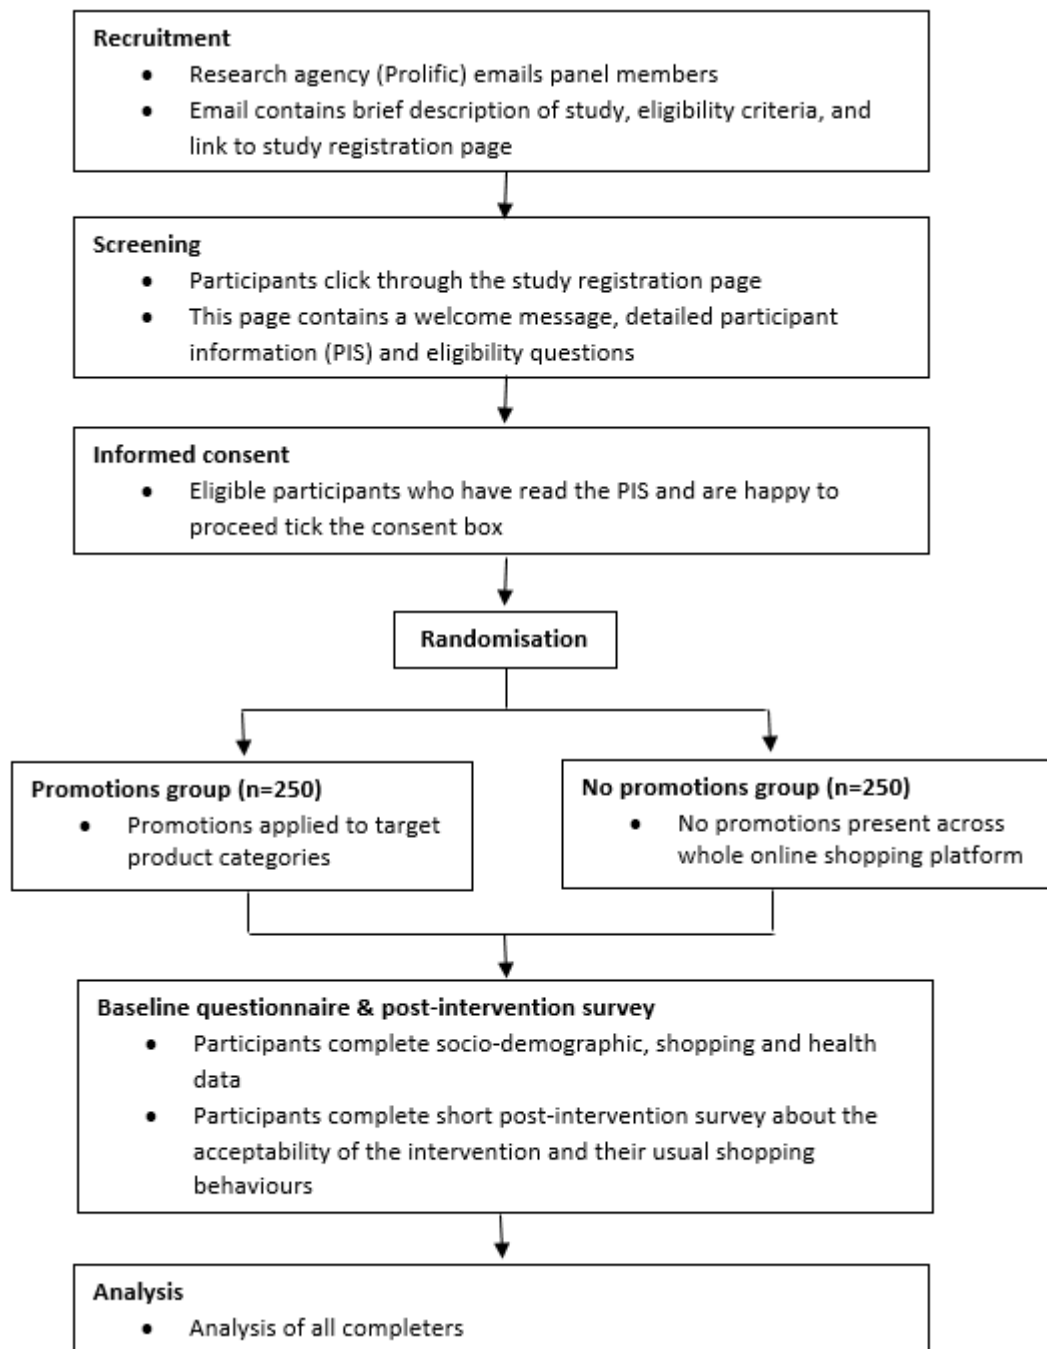 Recruitment
• Research agency (Prolific) emails panel members
• Email contains brief description of study, eligibility criteria, and
link to study registration page
Screening
• Participants click through the study registration page
• This page contains a welcome message, detailed participant
information (PIS) and eligibility questions
Informed consent
• Eligible participants who have read the PIS and are happy to
proceed tick the consent box
Randomisation
Promotions group (n=250)
• Promotions applied to target
product categories
No promotions group (n=250)
• No promotions present across
whole online shopping platform
Baseline questionnaire & post-intervention survey
• Participants complete socio-demographic, shopping and health
data
• Participants complete short post-intervention survey about the
acceptability of the intervention and their usual shopping
behaviours
Analysis
• Analysis of all completers